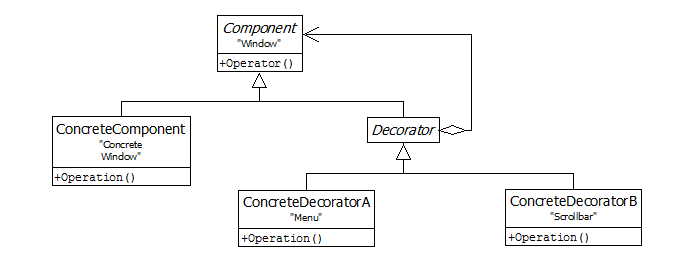 Component
"Window"
+Operator()
ConcreteComponent
"Concrete
Window"
+Operation()
Decorator
ConcreteDecoratorA
"Menu"
+Operation()
ConcreteDecoratorB
"Scrollbar"
+Operation()